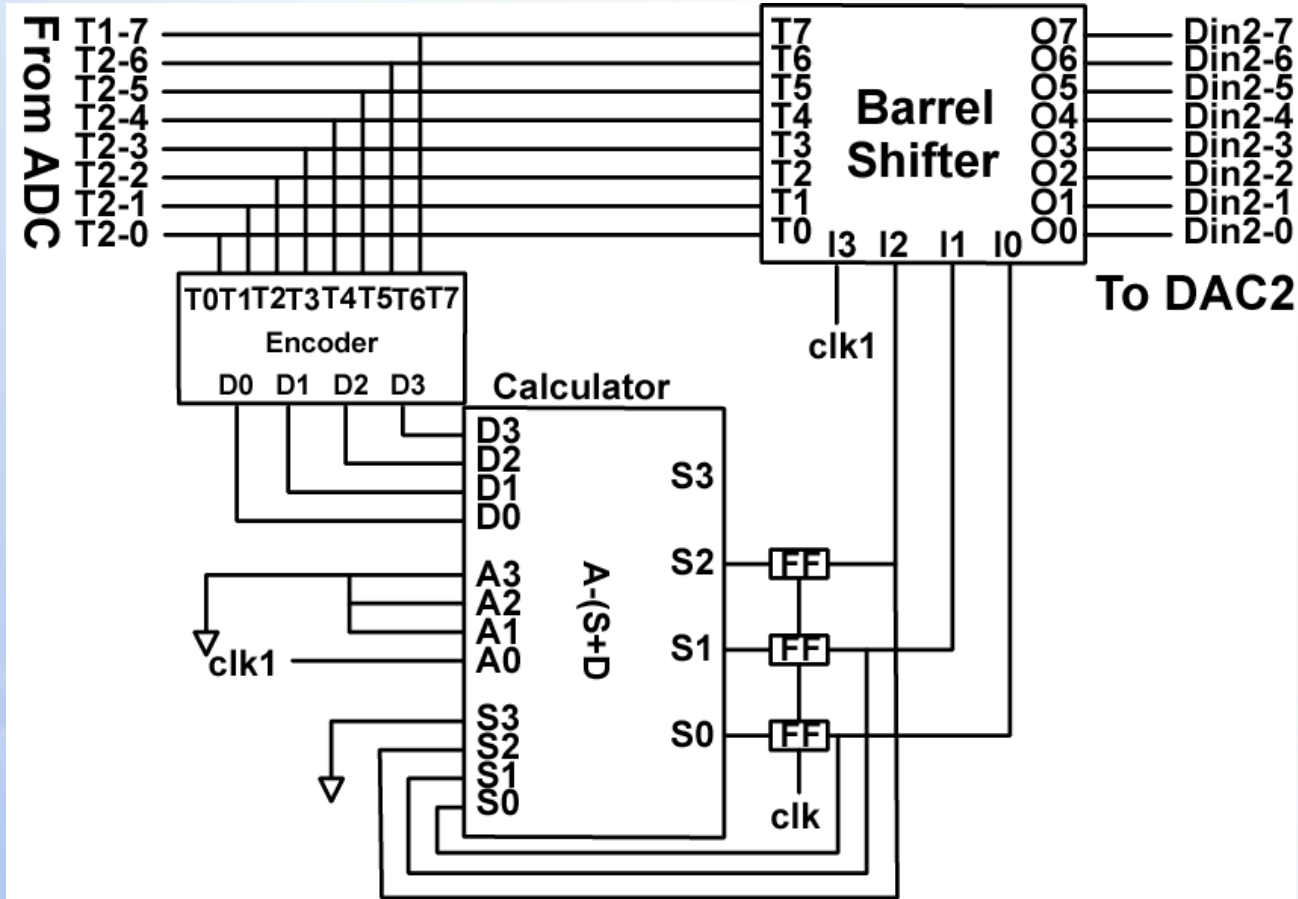 From ADC
T1-7
T2-6
T2-5
T2-4
T2-3
T2-2
T2-1
T2-0
T7
T6
T5
T4
T3
T2
T1
T0
Barrel
Shifter
O7
O6
O5
O4
O3
O2
O1
O0
I3 I2 I1 I0
Din2-7
Din2-6
Din2-5
Din2-4
Din2-3
Din2-2
Din2-1
Din2-0
To DAC2
clk1
T0T1T2T3T4T5T6T7
Encoder
D0 D1 D2 D3
Calculator
D3
D2
D1
D0
A3
A2
A1
A0
clk1
S3
S2
S1
S0
A-(S+D
S3
S2
S1
S0
FF
FF
FF
clk